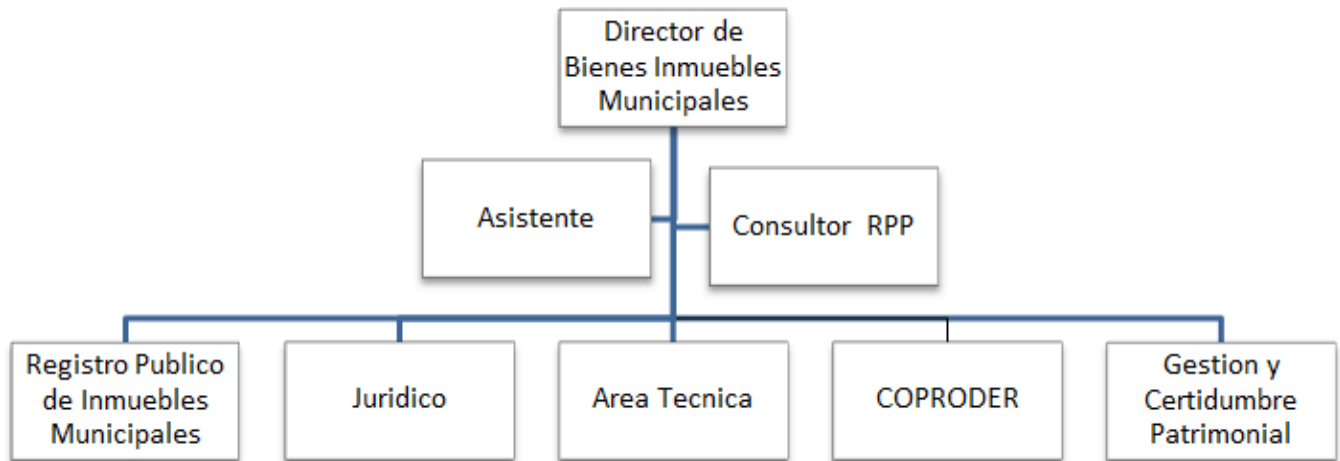 Director de
Bienes Inmuebles
Municipales
Asistente
Consultor RPP
Registro Publico
de Inmuebles
Municipales
Juridico
Area Tecnica
COPRODER
Gestion y
Certidumbre
Patrimonial